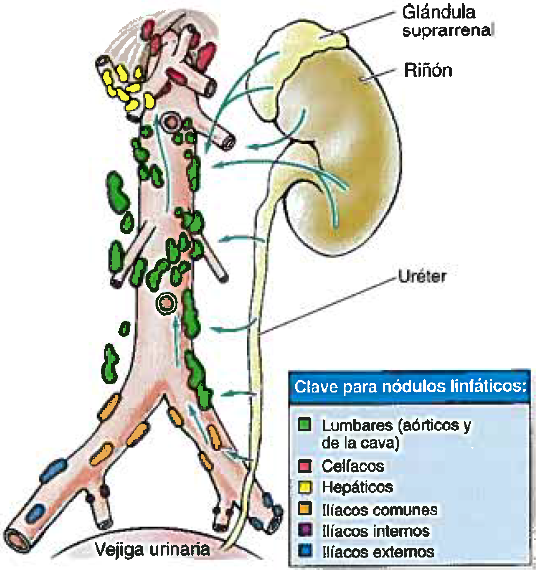 Glándula
suprarrenal
Riñón
Uréter
Clave para nódulos linfáticos:
Lumbares (aórticos y
de la cava)
Celíacos
Hepáticos
Ilíacos comunes
Ilíacos internos
Ilíacos externos
Vejiga urinaria